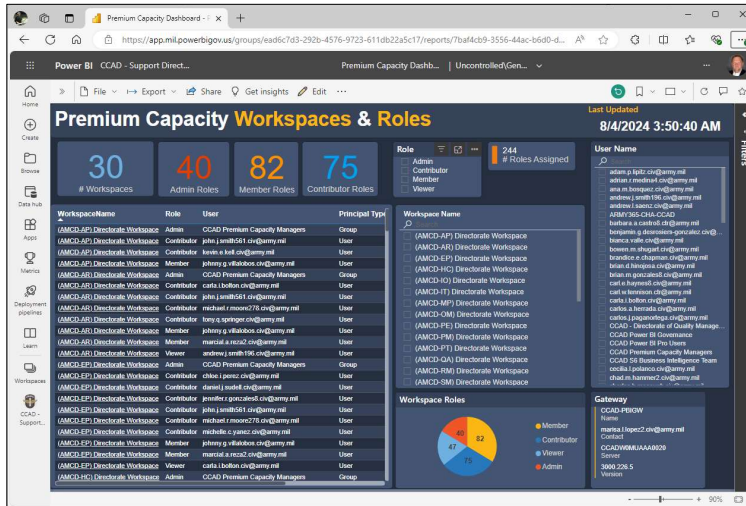 Premium Capacity Dashboard - P
https://app.mil.powerbigov.us/groups/ead6c7d3-292b-4576-9723-611db22a5c17/reports/7baf4cb9-3556-44ac-b6d0-d...
Power BI CCAD - Support Direct...
Premium Capacity Dashb... | Uncontrolled\Gen...
Home
Create
Browse
Data hub
Apps
Metrics
Deployment
pipelines
Learn
Workspaces
CCAD -
Support...
File Export Share Get insights Edit ...
Premium Capacity Workspaces & Roles
Last Updated
8/4/2024 3:50:40 AM
Filters
30
# Workspaces
40
Admin Roles
82
Member Roles
75
Contributor Roles
Role
Admin
Contributor
Member
Viewer
244
# Roles Assigned
User Name
Search
adam.p.lipitz.civ@army.mil
adrian.r.medina4.civ@army.mil
ana.m.bosquez.civ@army.mil
andrew.j.smith196.civ@army.mil
andrew.l.saenz.civ@army.mil
ARMY365-CHA-CCAD
barbara.a.castro8.ctr@army.mil
benjamin.g.desrosiers-gonzalez.civ@...
bianca.valle.civ@army.mil
bowen.m.shugart.civ@army.mil
brandice.e.chapman.civ@army.mil
brian.d.hinojosa.civ@army.mil
brian.m.gonzales8.civ@army.mil
carl.e.haynes8.civ@army.mil
carl.w.tennison.ctr@army.mil
carla.i.bolton.civ@army.mil
carlos.a.herrada.civ@army.mil
carlos.j.paganortega.civ@army.mil
CCAD - Directorate of Quality Manage...
CCAD Power BI Governance
CCAD Power BI Pro Users
CCAD Premium Capacity Managers
CCAD S6 Business Intelligence Team
cecilia.l.polanco.civ@army.mil
chad.m.hammer2.civ@army.mil
WorkspaceName Role User Principal Type
(AMCD-AP) Directorate Workspace Admin CCAD Premium Capacity Managers Group
(AMCD-AP) Directorate Workspace Contributor john.j.smith561.civ@army.mil User
(AMCD-AP) Directorate Workspace Contributor kevin.e.kell.civ@army.mil User
(AMCD-AP) Directorate Workspace Member johnny.g.villalobos.civ@army.mil User
(AMCD-AR) Directorate Workspace Admin CCAD Premium Capacity Managers Group
(AMCD-AR) Directorate Workspace Contributor carla.i.bolton.civ@army.mil User
(AMCD-AR) Directorate Workspace Contributor john.j.smith561.civ@army.mil User
(AMCD-AR) Directorate Workspace Contributor michael.r.moore278.civ@army.mil User
(AMCD-AR) Directorate Workspace Contributor tony.q.springer.civ@army.mil User
(AMCD-AR) Directorate Workspace Member johnny.g.villalobos.civ@army.mil User
(AMCD-AR) Directorate Workspace Member marcial.a.reza2.civ@army.mil User
(AMCD-AR) Directorate Workspace Viewer andrew.j.smith196.civ@army.mil User
(AMCD-EP) Directorate Workspace Admin CCAD Premium Capacity Managers Group
(AMCD-EP) Directorate Workspace Contributor chloe.i.perez.civ@army.mil User
(AMCD-EP) Directorate Workspace Contributor daniel.j.sudell.civ@army.mil User
(AMCD-EP) Directorate Workspace Contributor jennifer.r.gonzales8.civ@army.mil User
(AMCD-EP) Directorate Workspace Contributor john.j.smith561.civ@army.mil User
(AMCD-EP) Directorate Workspace Contributor michael.r.moore278.civ@army.mil User
(AMCD-EP) Directorate Workspace Contributor michelle.c.yanez.civ@army.mil User
(AMCD-EP) Directorate Workspace Member johnny.g.villalobos.civ@army.mil User
(AMCD-EP) Directorate Workspace Member marcial.a.reza2.civ@army.mil User
(AMCD-EP) Directorate Workspace Viewer carla.i.bolton.civ@army.mil User
(AMCD-HC) Directorate Workspace Admin CCAD Premium Capacity Managers Group
Workspace Name
Search
(AMCD-AP) Directorate Workspace
(AMCD-AR) Directorate Workspace
(AMCD-EP) Directorate Workspace
(AMCD-HC) Directorate Workspace
(AMCD-IO) Directorate Workspace
(AMCD-IT) Directorate Workspace
(AMCD-MP) Directorate Workspace
(AMCD-OM) Directorate Workspace
(AMCD-PE) Directorate Workspace
(AMCD-PM) Directorate Workspace
(AMCD-PT) Directorate Workspace
(AMCD-QA) Directorate Workspace
(AMCD-RM) Directorate Workspace
(AMCD-SM) Directorate Workspace
Workspace Roles
40
82
47
75
Member
Contributor
Viewer
Admin
Gateway
CCAD-PBIGW
Name
marisa.l.lopez2.civ@army.mil
Contact
CCADW0MUAAA0020
Server
3000.226.5
Version
90%